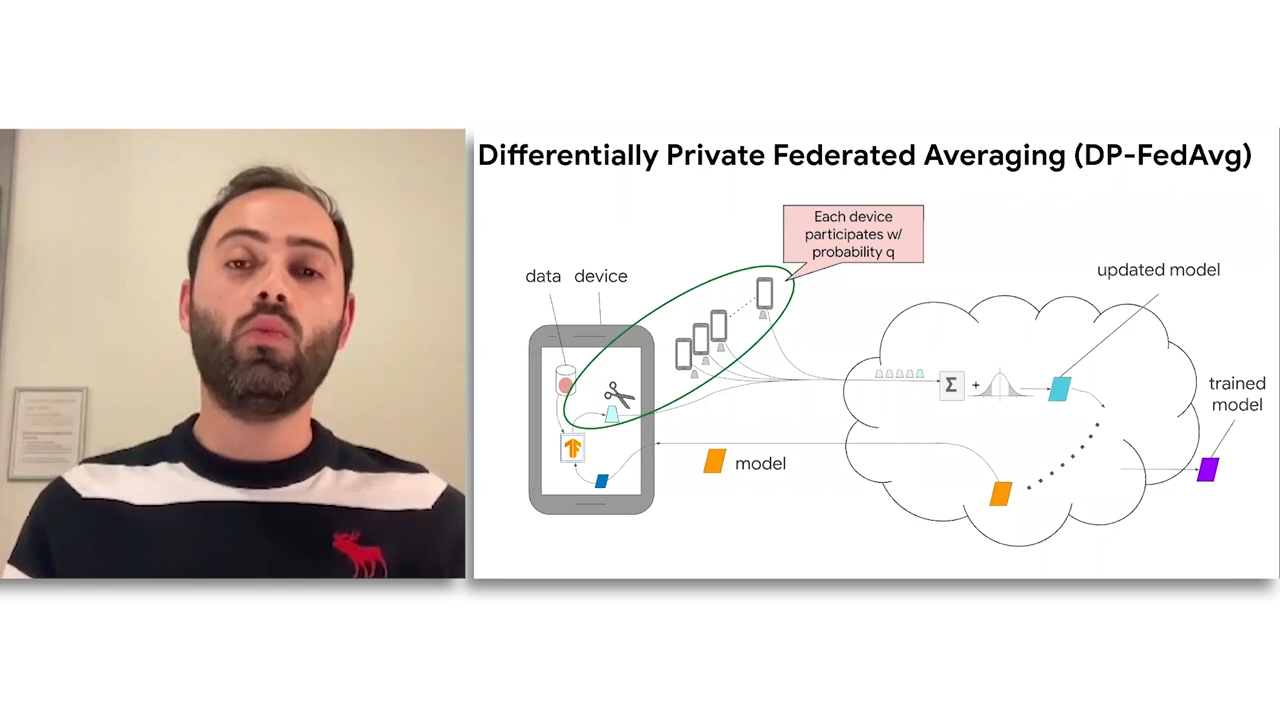 Differentially Private Federated Averaging (DP-FedAvg)
Each device
participates w/
probability q
data device
updated model
Σ +
trained
model
model